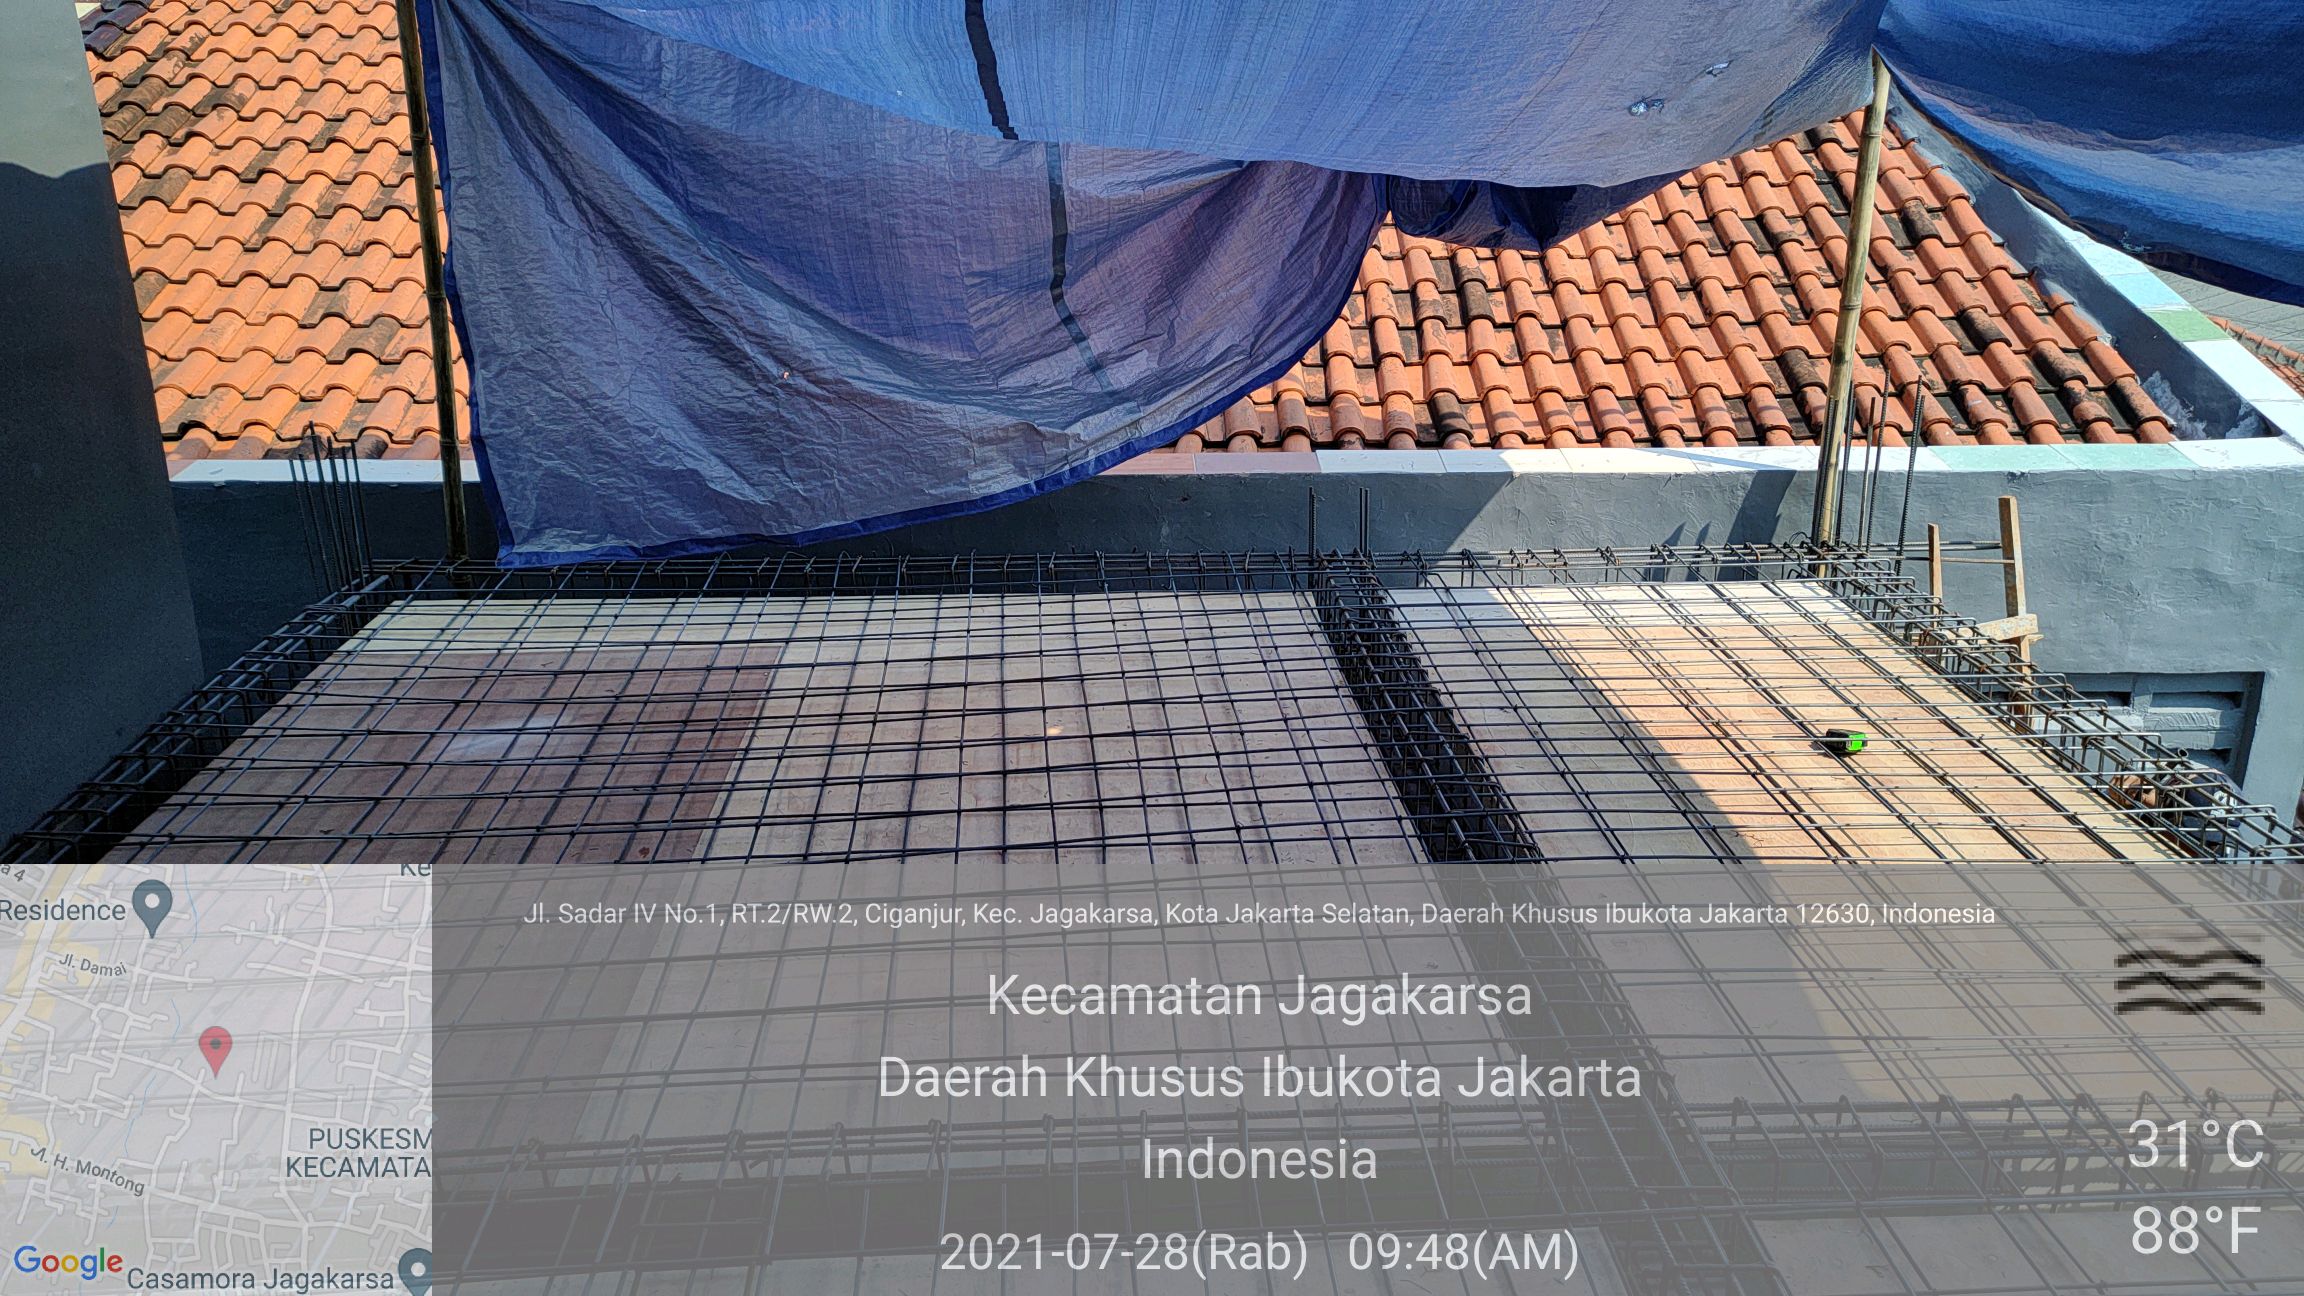 Residence
Jl. Damai
PUSKESM
KECAMATA
Jl. H. Montong
Google
Casamora Jagakarsa
Jl. Sadar IV No.1, RT.2/RW.2, Ciganjur, Kec. Jagakarsa, Kota Jakarta Selatan, Daerah Khusus Ibukota Jakarta 12630, Indonesia
Kecamatan Jagakarsa
Daerah Khusus Ibukota Jakarta
Indonesia
2021-07-28(Rab) 09:48(AM)
31°C
88°F